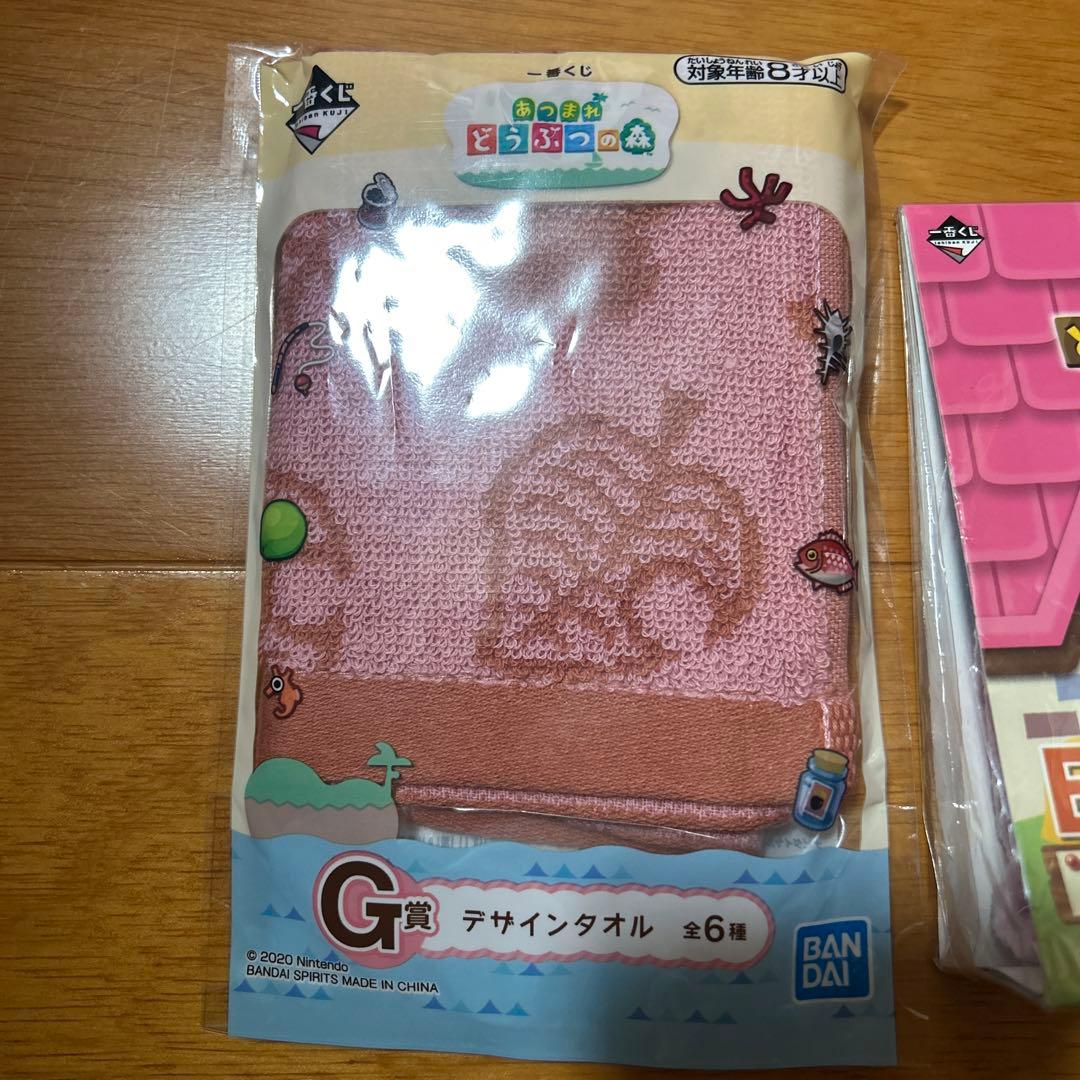 一番くじ
Ichiban KUJI
一番くじ
あつまれ
どうぶつの森
たいしょうねんれい
対象年齢8才以上
G賞 デザインタオル 全6種
© 2020 Nintendo
BANDAI SPIRITS MADE IN CHINA
BAN
DAI
一番くじ
Ichiban KUJI